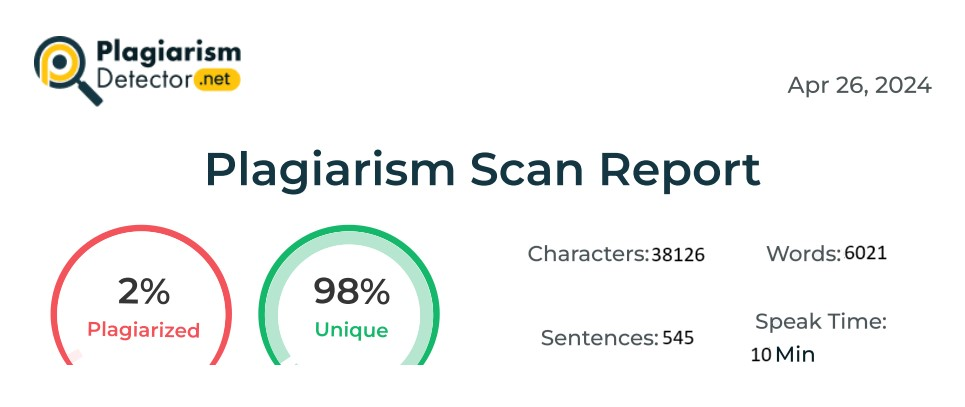 Plagiarism
Detector.net
Apr 26, 2024
Plagiarism Scan Report
2%
Plagiarized
98%
Unique
Characters:38126
Words:6021
Sentences:545
Speak Time:
10 Min